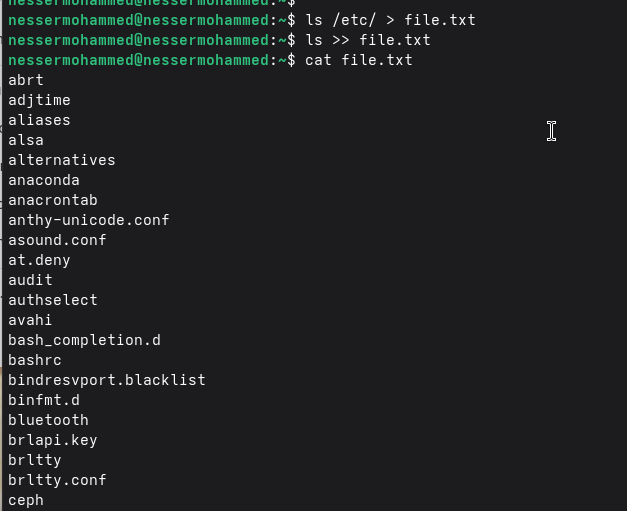 nessermohammed@nessermohammed:~$
nessermohammed@nessermohammed:~$ ls /etc/ > file.txt
nessermohammed@nessermohammed:~$ ls >> file.txt
nessermohammed@nessermohammed:~$ cat file.txt
abrt
adjtime
aliases
alsa
alternatives
anaconda
anacrontab
anthy-unicode.conf
asound.conf
at.deny
audit
authselect
avahi
bash_completion.d
bashrc
bindresvport.blacklist
binfmt.d
bluetooth
brlapi.key
brltty
brltty.conf
ceph